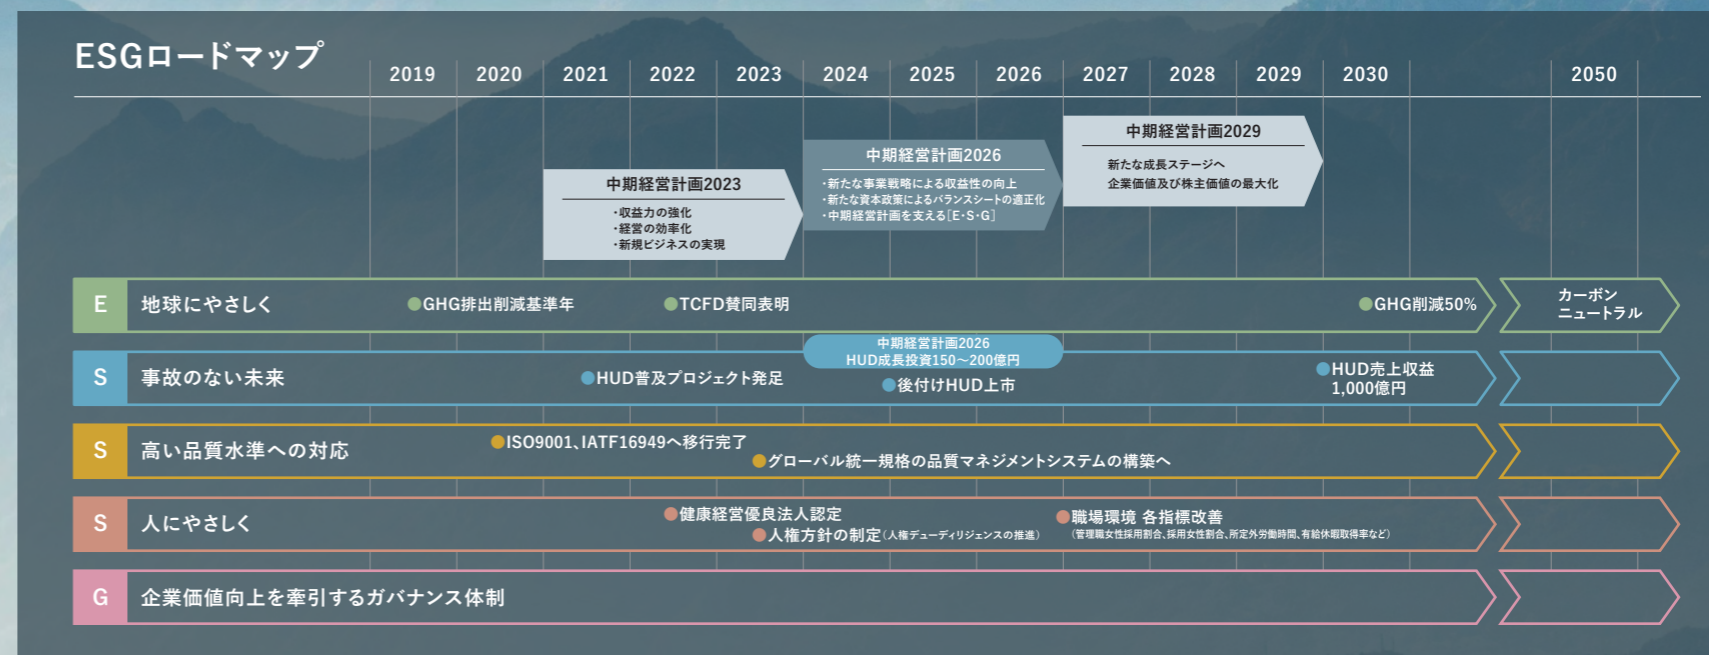 ESGロードマップ
2019 2020 2021 2022 2023 2024 2025 2026 2027 2028 2029 2030 2050
中期経営計画2023
・収益力の強化
・経営の効率化
・新規ビジネスの実現
中期経営計画2026
・新たな事業戦略による収益性の向上
・新たな資本政策によるバランスシートの適正化
・中期経営計画を支える[E・S・G]
中期経営計画2029
新たな成長ステージへ
企業価値及び株主価値の最大化
E 地球にやさしく
GHG排出削減基準年
TCFD賛同表明
GHG削減50%
カーボン
ニュートラル
S 事故のない未来
HUD普及プロジェクト発足
中期経営計画2026
HUD成長投資150～200億円
後付けHUD上市
HUD売上収益
1,000億円
S 高い品質水準への対応
ISO9001、IATF16949へ移行完了
グローバル統一規格の品質マネジメントシステムの構築へ
S 人にやさしく
健康経営優良法人認定
人権方針の制定(人権デューディリジェンスの推進)
職場環境 各指標改善
(管理職女性採用割合、採用女性割合、所定外労働時間、有給休暇取得率など)
G 企業価値向上を牽引するガバナンス体制